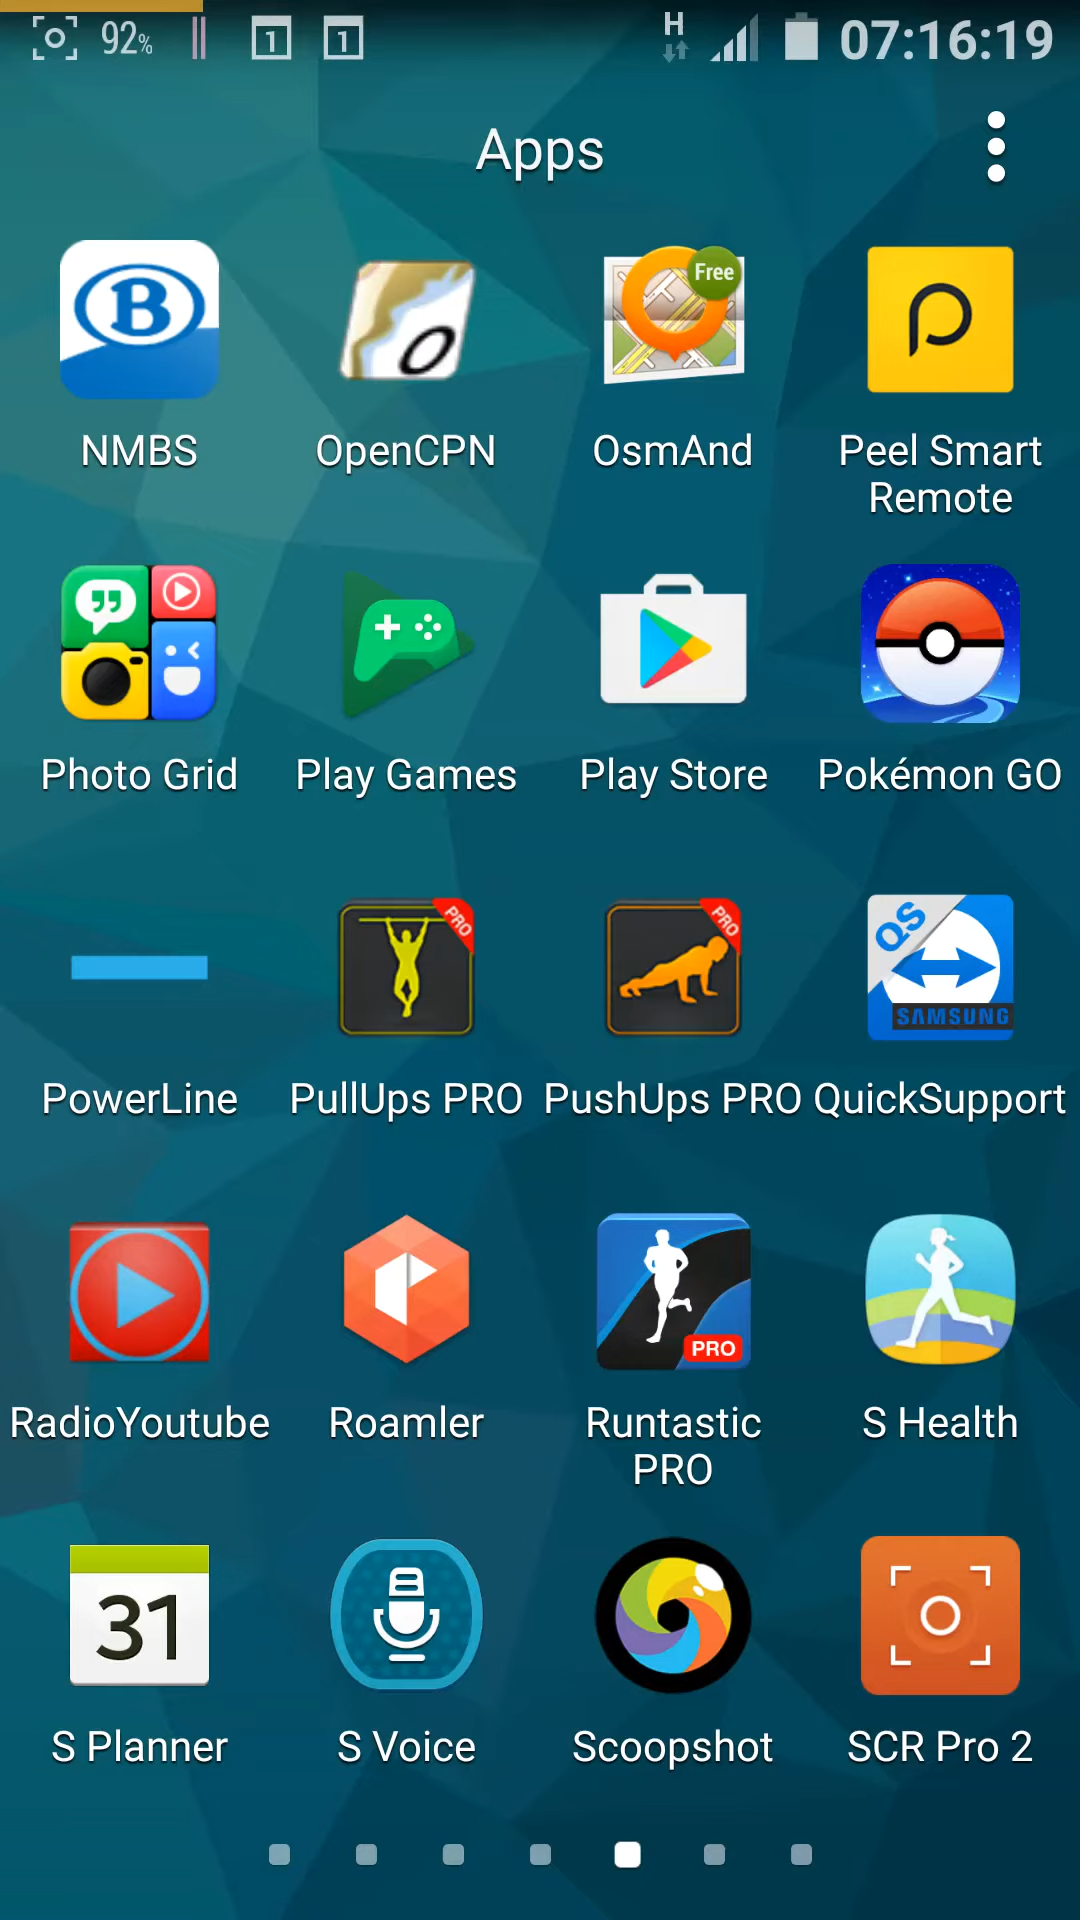 92%
1
1
H
07:16:19
Apps
B
O
Free
NMBS
OpenCPN
OsmAnd
Peel Smart
Remote
Photo Grid
Play Games
Play Store
Pokémon GO
PRO
PRO
QS
SAMSUNG
PowerLine
PullUps PRO
PushUps PRO
QuickSupport
PRO
RadioYoutube
Roamler
Runtastic
PRO
S Health
31
S Planner
S Voice
Scoopshot
SCR Pro 2